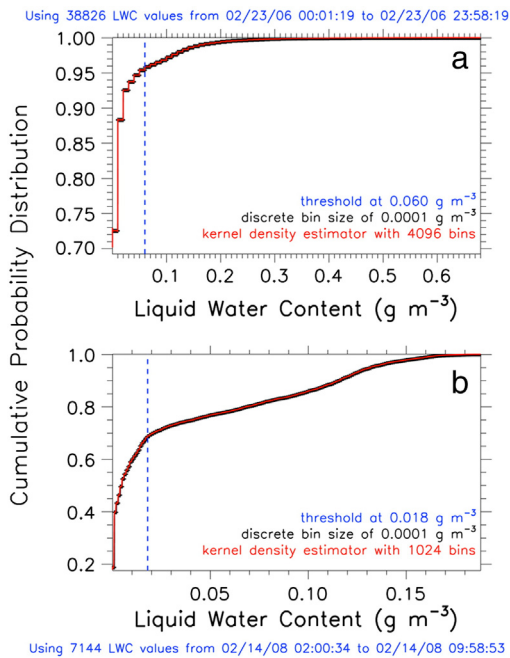 Using 38826 LWC values from 02/23/06 00:01:19 to 02/23/06 23:58:19
1.00
a
0.95
0.90
0.85
0.80
0.75
0.70
threshold at 0.060 g m⁻³
discrete bin size of 0.0001 g m⁻³
kernel density estimator with 4096 bins
0.1 0.2 0.3 0.4 0.5 0.6
Liquid Water Content (g m⁻³)
Cumulative Probability Distribution
1.0
b
0.8
0.6
0.4
0.2
threshold at 0.018 g m⁻³
discrete bin size of 0.0001 g m⁻³
kernel density estimator with 1024 bins
0.05 0.10 0.15
Liquid Water Content (g m⁻³)
Using 7144 LWC values from 02/14/08 02:00:34 to 02/14/08 09:58:53